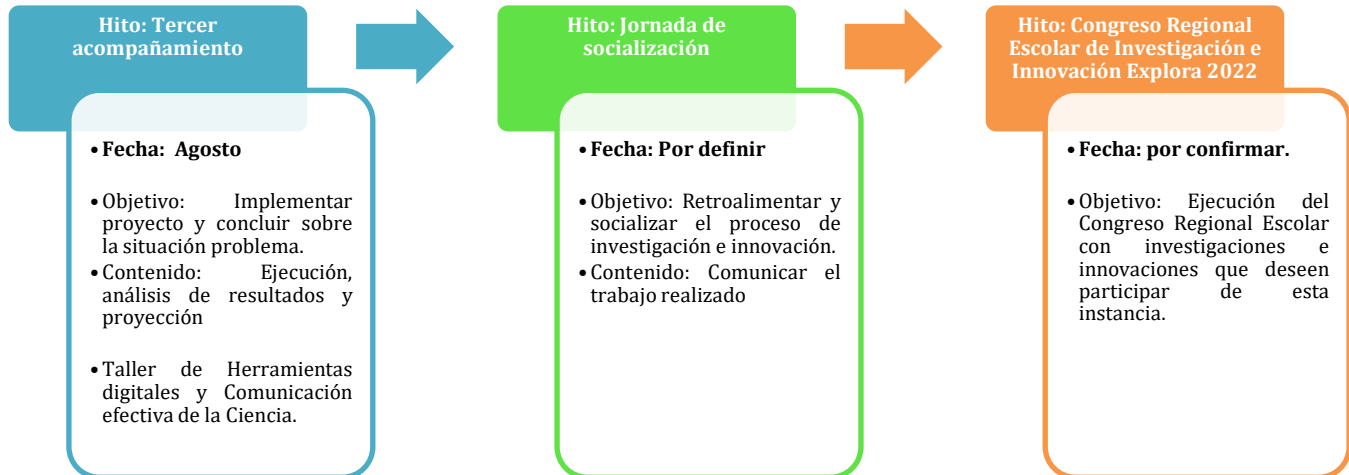 Hito: Tercer
acompañamiento
• Fecha: Agosto
• Objetivo: Implementar
proyecto y concluir sobre
la situación problema.
• Contenido: Ejecución,
análisis de resultados y
proyección
• Taller de Herramientas
digitales y Comunicación
efectiva de la Ciencia.
Hito: Jornada de
socialización
• Fecha: Por definir
• Objetivo: Retroalimentar y
socializar el proceso de
investigación e innovación.
• Contenido: Comunicar el
trabajo realizado
Hito: Congreso Regional
Escolar de Investigación e
Innovación Explora 2022
• Fecha: por confirmar.
• Objetivo: Ejecución del
Congreso Regional Escolar
con investigaciones e
innovaciones que deseen
participar de esta
instancia.